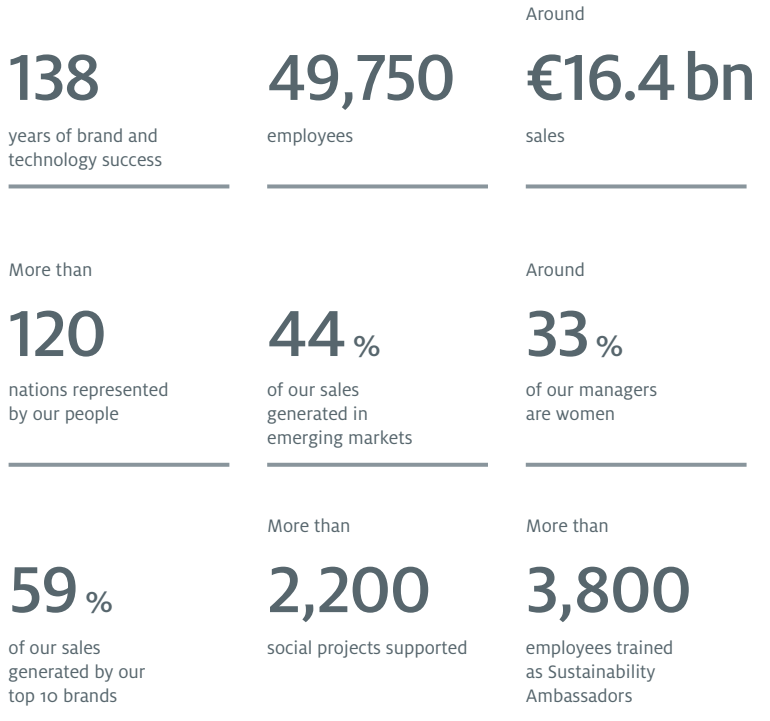 138
years of brand and
technology success
49,750
employees
Around
€16.4 bn
sales
More than
120
nations represented
by our people
44 %
of our sales
generated in
emerging markets
Around
33 %
of our managers
are women
59 %
of our sales
generated by our
top 10 brands
More than
2,200
social projects supported
More than
3,800
employees trained
as Sustainability
Ambassadors